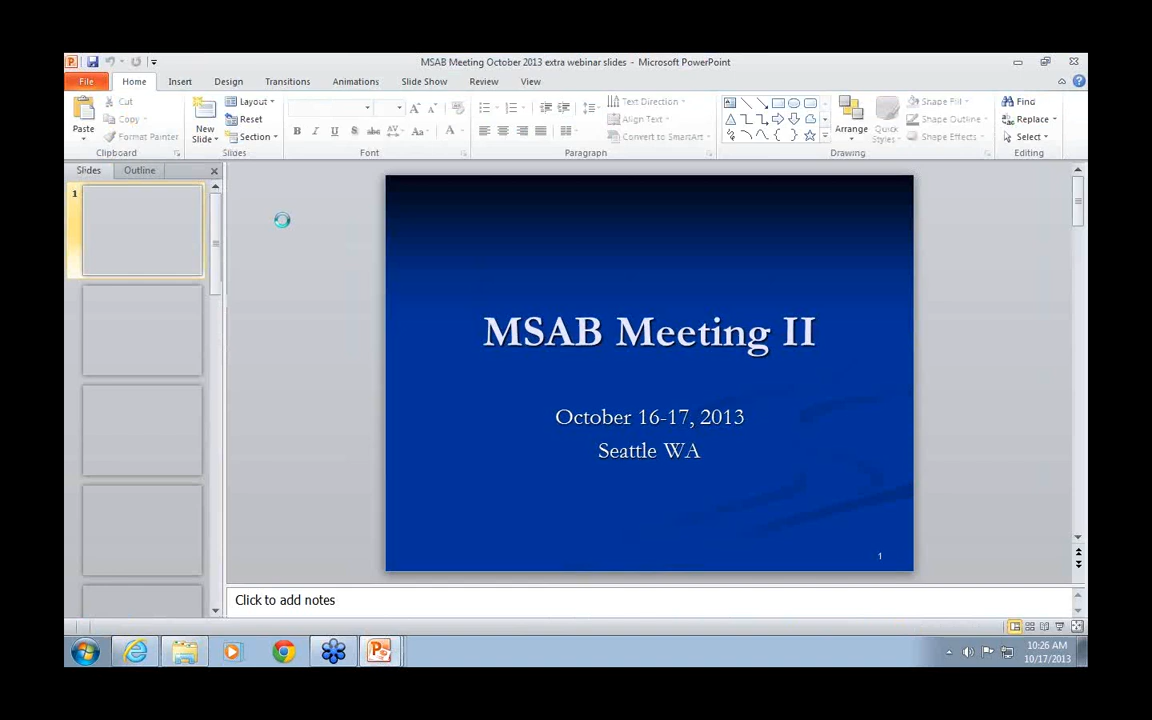 MSAB Meeting October 2013 extra webinar slides - Microsoft PowerPoint
File Home Insert Design Transitions Animations Slide Show Review View
Paste
Cut
Copy
Format Painter
Clipboard
New Slide
Layout
Reset
Section
Slides
B I U S abc AV Aa A
Font
Text Direction
Align Text
Convert to SmartArt
Paragraph
Arrange
Quick Styles
Shape Fill
Shape Outline
Shape Effects
Drawing
Find
Replace
Select
Editing
Slides Outline
1
MSAB Meeting II
October 16-17, 2013
Seattle WA
1
Click to add notes
10:26 AM
10/17/2013